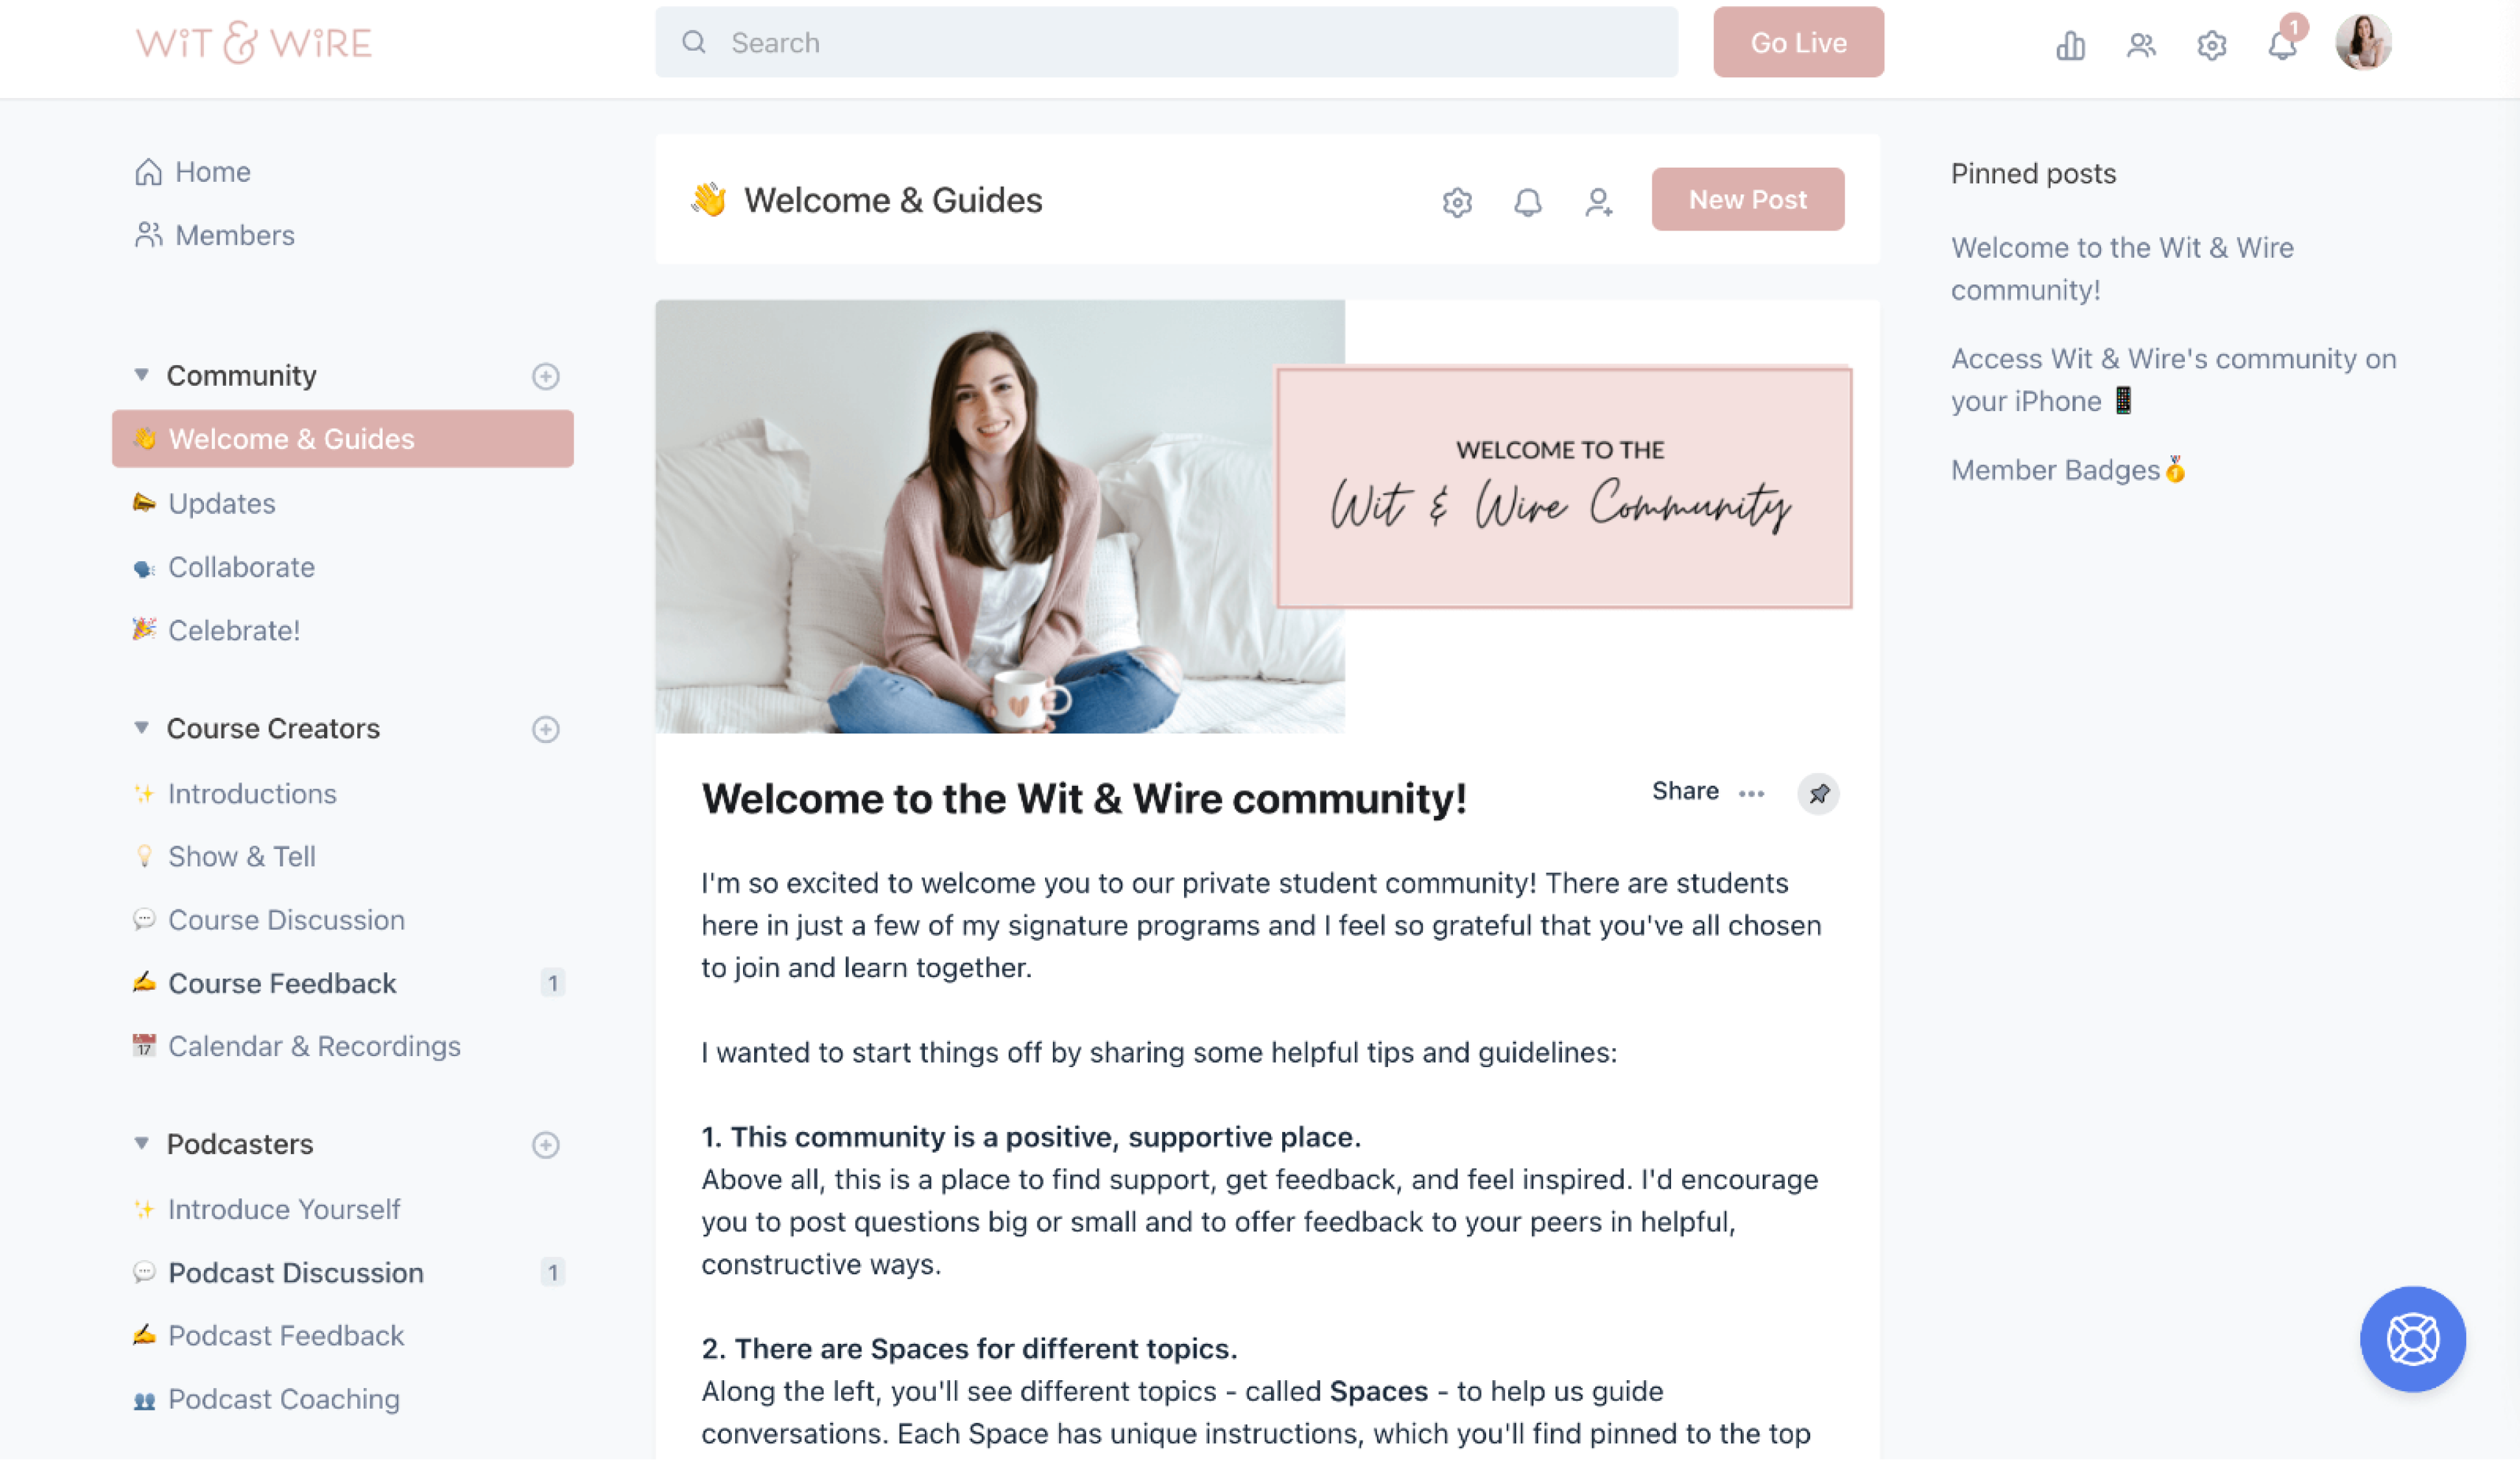 WiT & WiRE
Search
Go Live
1
Home
Members
Community
Welcome & Guides
Updates
Collaborate
Celebrate!
Course Creators
Introductions
Show & Tell
Course Discussion
Course Feedback 1
17 Calendar & Recordings
Podcasters
Introduce Yourself
Podcast Discussion 1
Podcast Feedback
Podcast Coaching
Welcome & Guides
New Post
WELCOME TO THE
Wit & Wire Community
Welcome to the Wit & Wire community!
Share
I'm so excited to welcome you to our private student community! There are students
here in just a few of my signature programs and I feel so grateful that you've all chosen
to join and learn together.
I wanted to start things off by sharing some helpful tips and guidelines:
1. This community is a positive, supportive place.
Above all, this is a place to find support, get feedback, and feel inspired. I'd encourage
you to post questions big or small and to offer feedback to your peers in helpful,
constructive ways.
2. There are Spaces for different topics.
Along the left, you'll see different topics - called Spaces - to help us guide
conversations. Each Space has unique instructions, which you'll find pinned to the top
Pinned posts
Welcome to the Wit & Wire
community!
Access Wit & Wire's community on
your iPhone 📱
Member Badges🥇